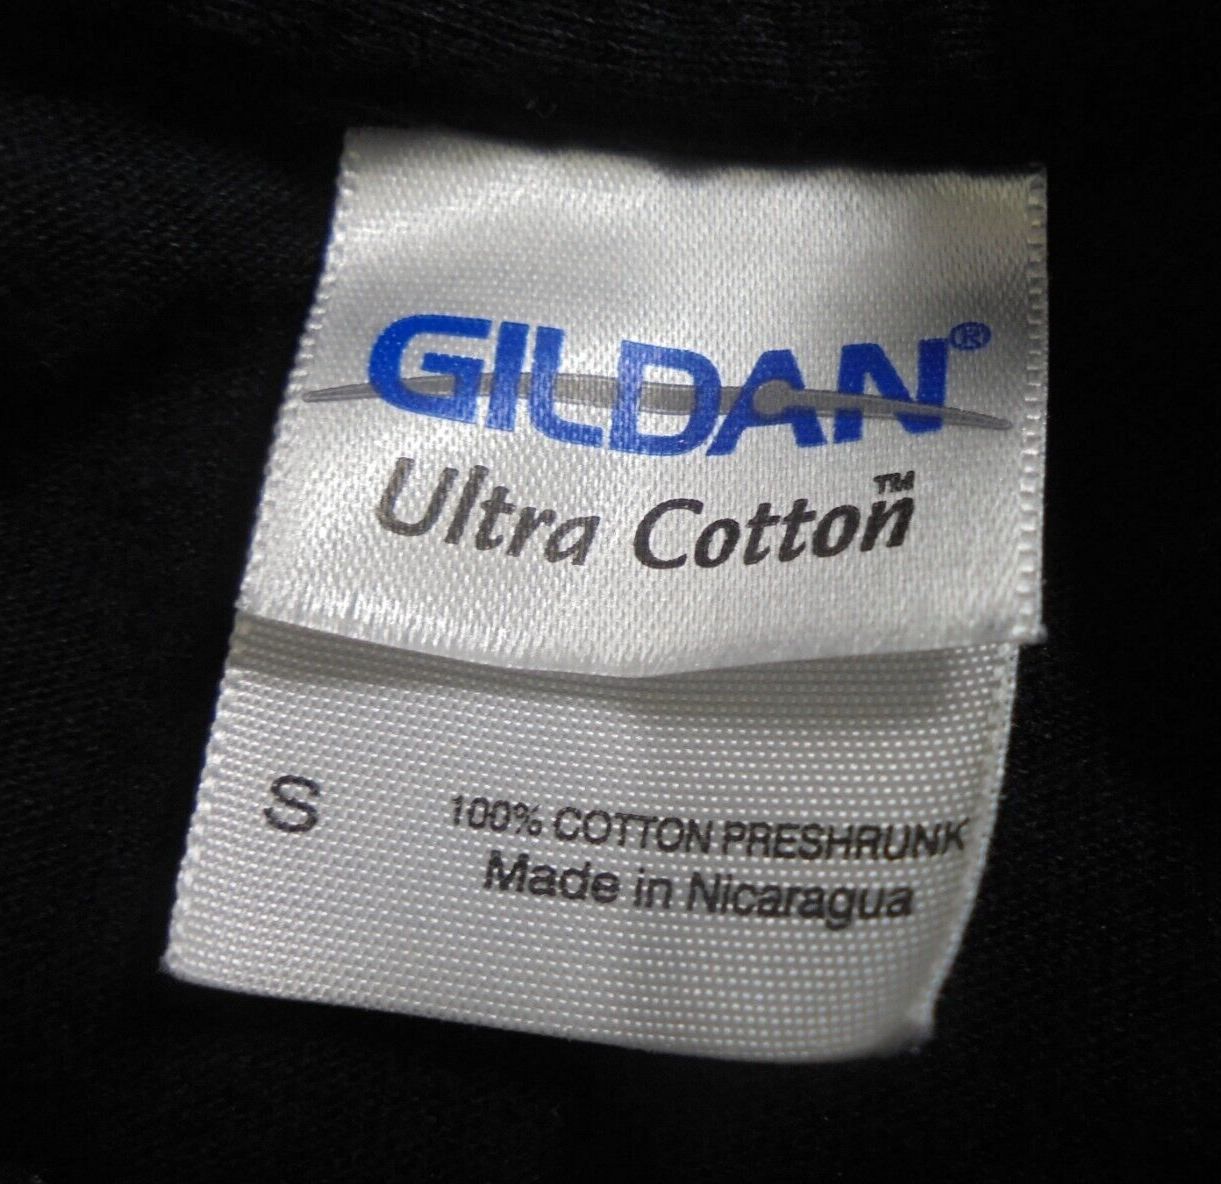 GILDAN®
Ultra Cotton™
S
100% COTTON PRESHRUNK
Made in Nicaragua